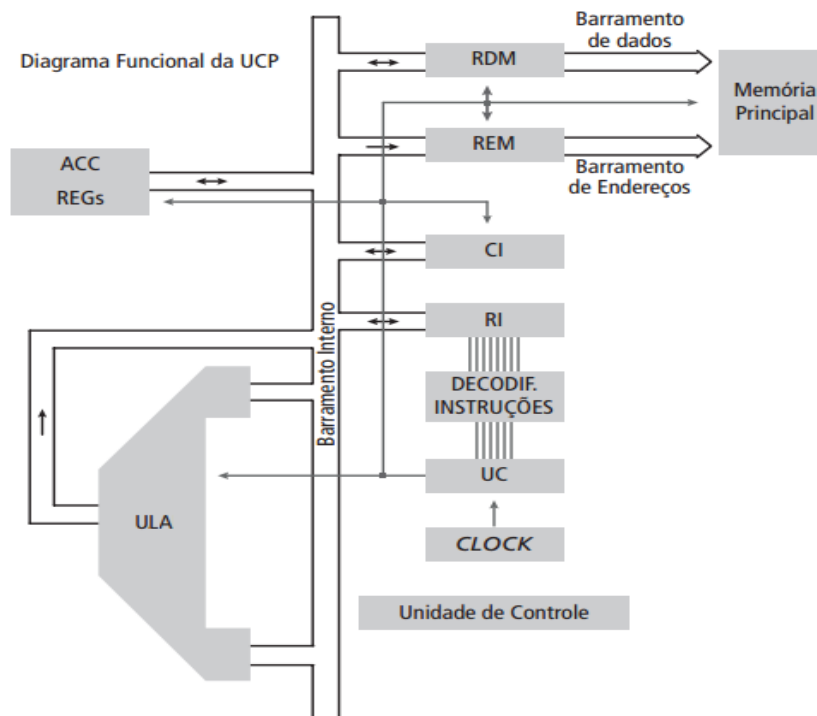 Diagrama Funcional da UCP
Barramento
de dados
RDM
Memória
Principal
REM
Barramento
de Endereços
ACC
REGs
CI
RI
Barramento Interno
DECODIF.
INSTRUÇÕES
UC
ULA
CLOCK
Unidade de Controle